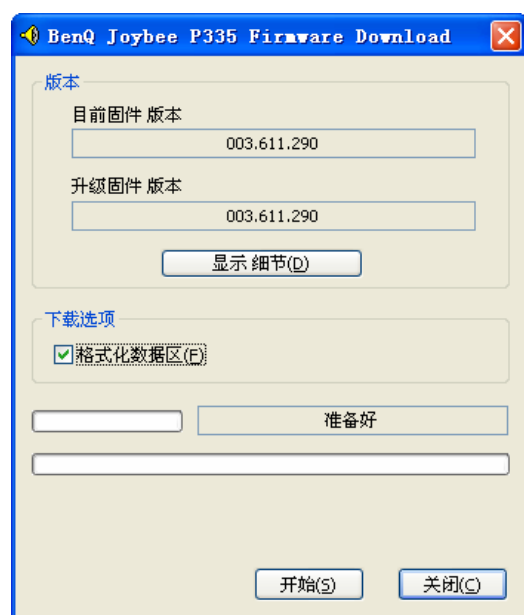 BenQ Joybee P335 Firmware Download
版本
目前固件 版本
003.611.290
升级固件 版本
003.611.290
显示 细节(D)
下载选项
格式化数据区(F)
准备好
开始(S)
关闭(C)